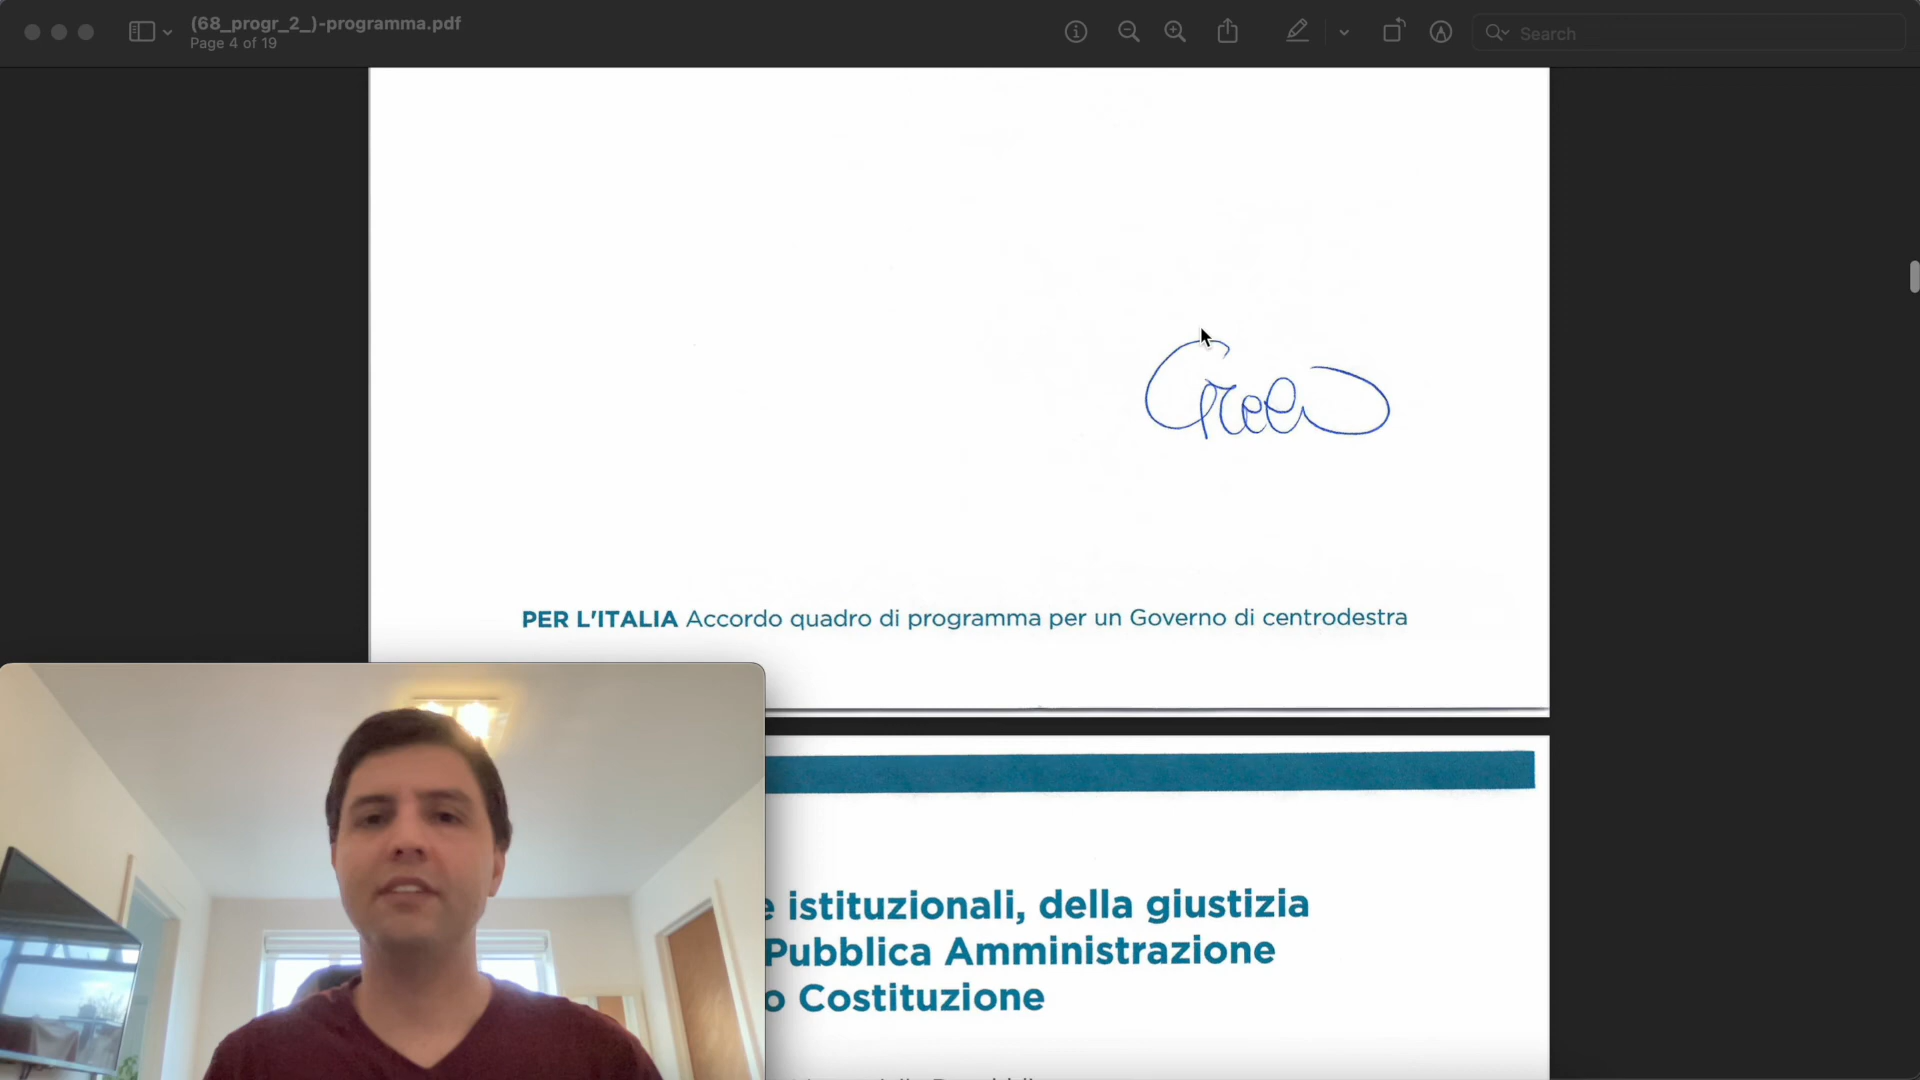 (68_progr_2_)-programma.pdf
Page 4 of 19
Search
PER L'ITALIA Accordo quadro di programma per un Governo di centrodestra
e istituzionali, della giustizia
Pubblica Amministrazione
o Costituzione